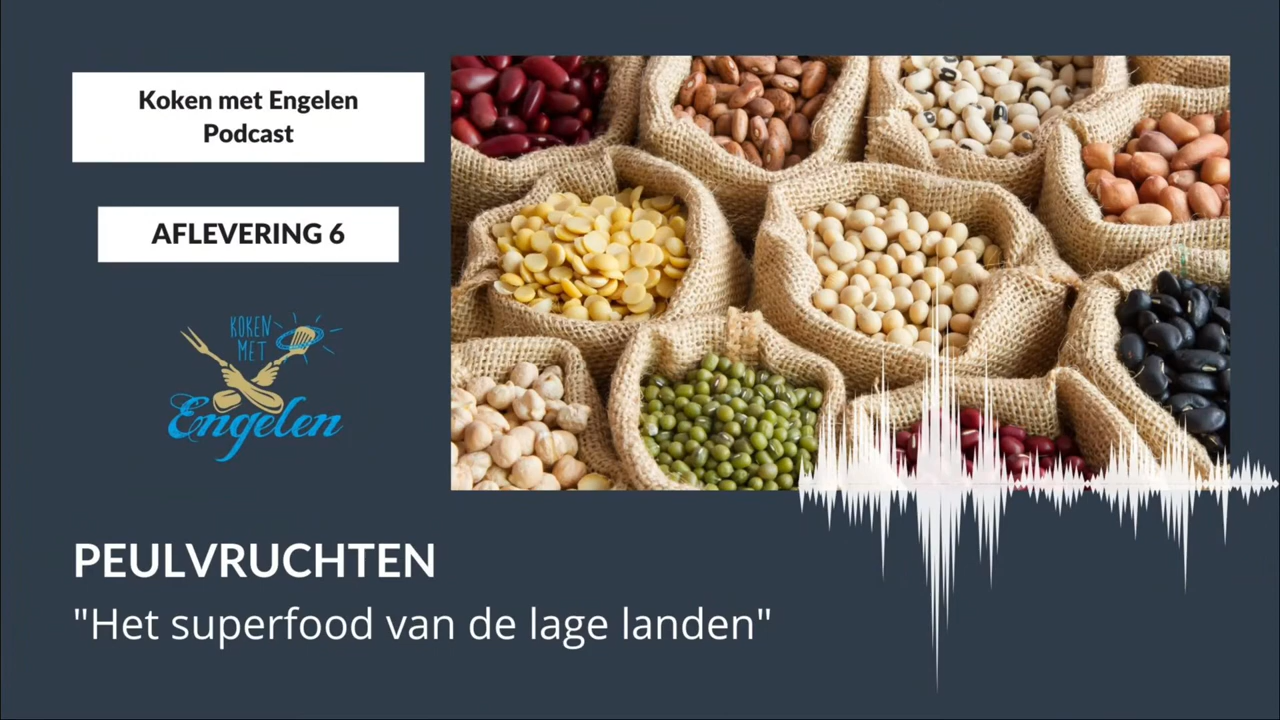 Koken met Engelen
Podcast
AFLEVERING 6
KOKEN
MET
Engelen
PEULVRUCHTEN
"Het superfood van de lage landen"